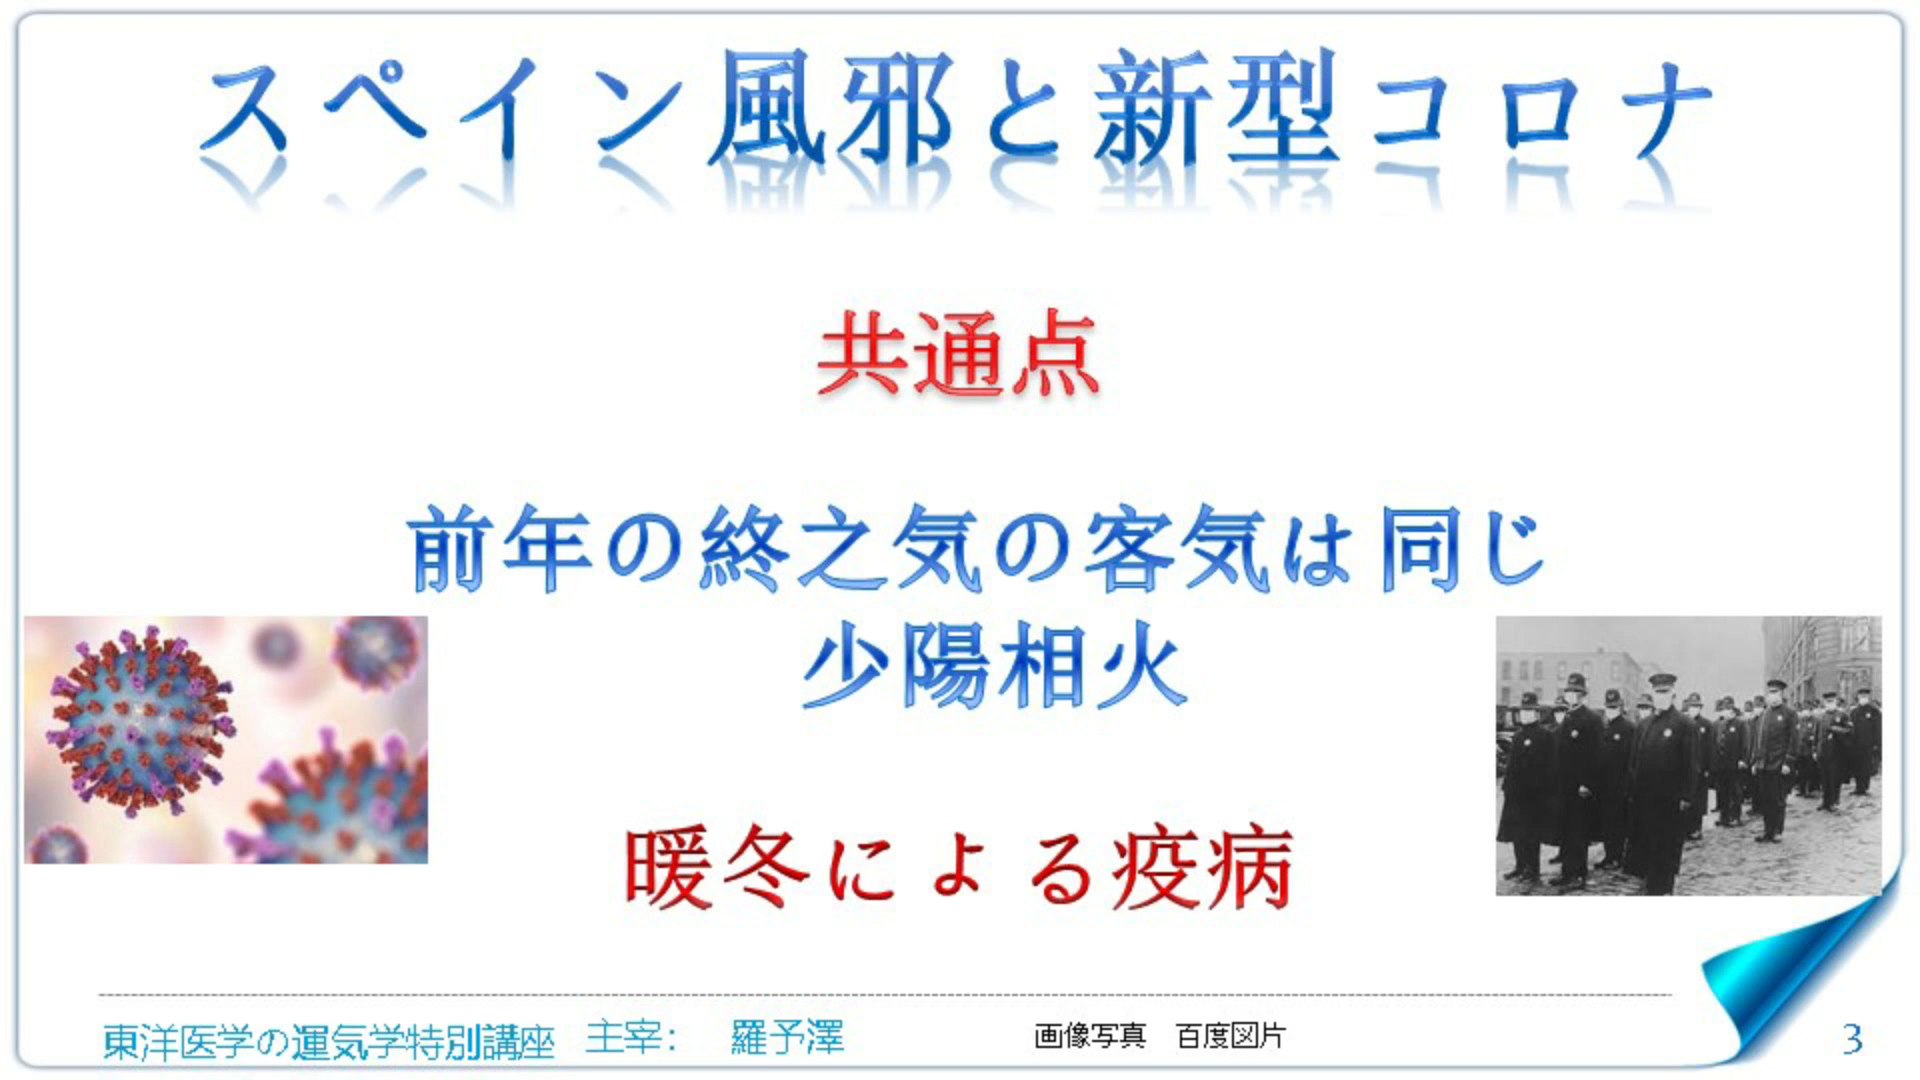 スペイン風邪と新型コロナ
共通点
前年の終之気の客気は同じ
少陽相火
暖冬による疫病
東洋医学の運気学特別講座 主宰： 羅予澤 画像写真 百度図片 3